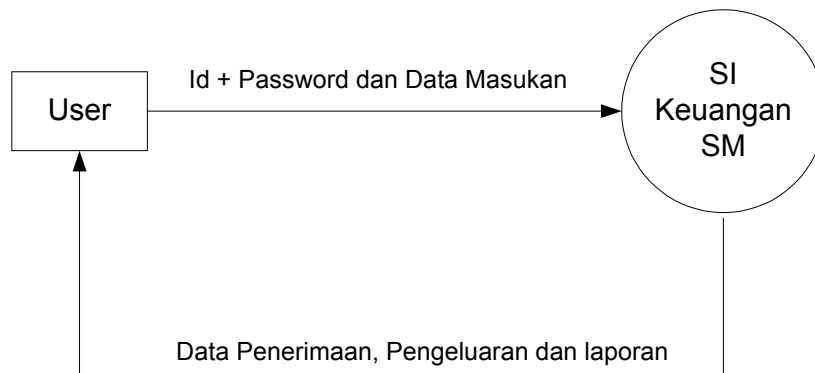 Id + Password dan Data Masukan
User
SI
Keuangan
SM
Data Penerimaan, Pengeluaran dan laporan